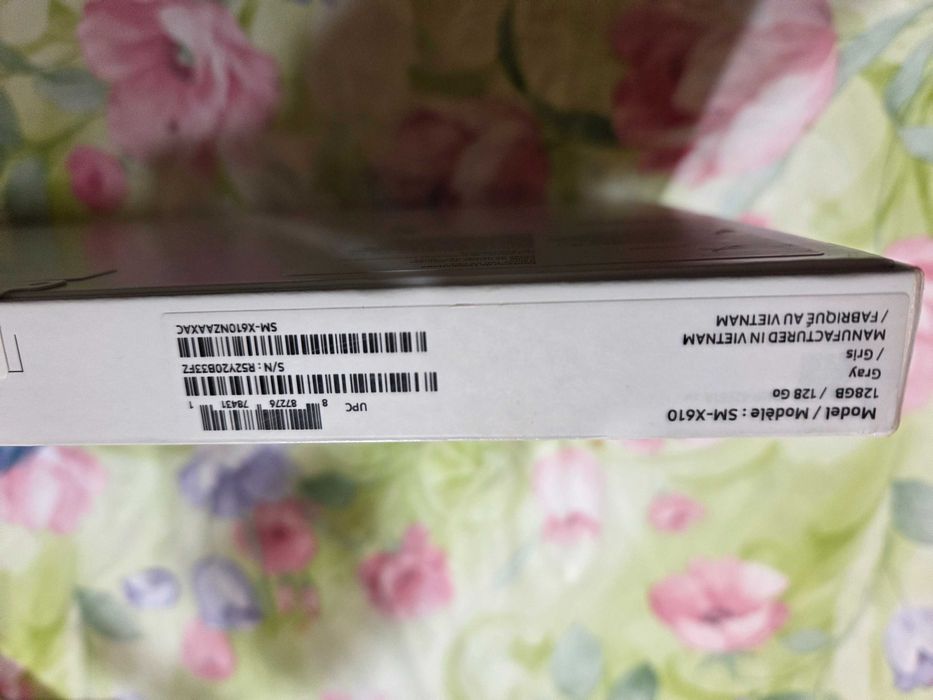 Model / Modèle : SM-X610
128GB / 128 Go
Gray
/ Gris
MANUFACTURED IN VIETNAM
/ FABRIQUÉ AU VIETNAM
UPC
8 87276 78431 1
S/N : R52Y20B33FZ
SM-X610NZAAXAC